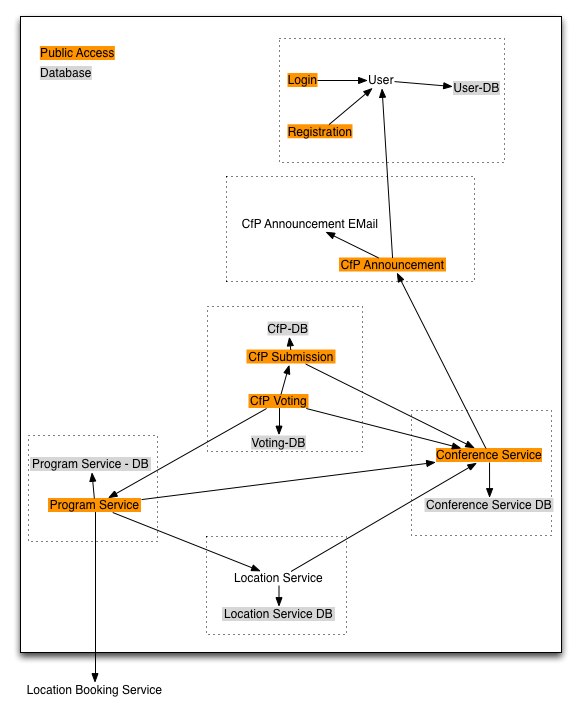 Public Access
Database
Login
User
User-DB
Registration
CfP Announcement EMail
CfP Announcement
CfP-DB
CfP Submission
CfP Voting
Voting-DB
Conference Service
Conference Service DB
Program Service - DB
Program Service
Location Service
Location Service DB
Location Booking Service